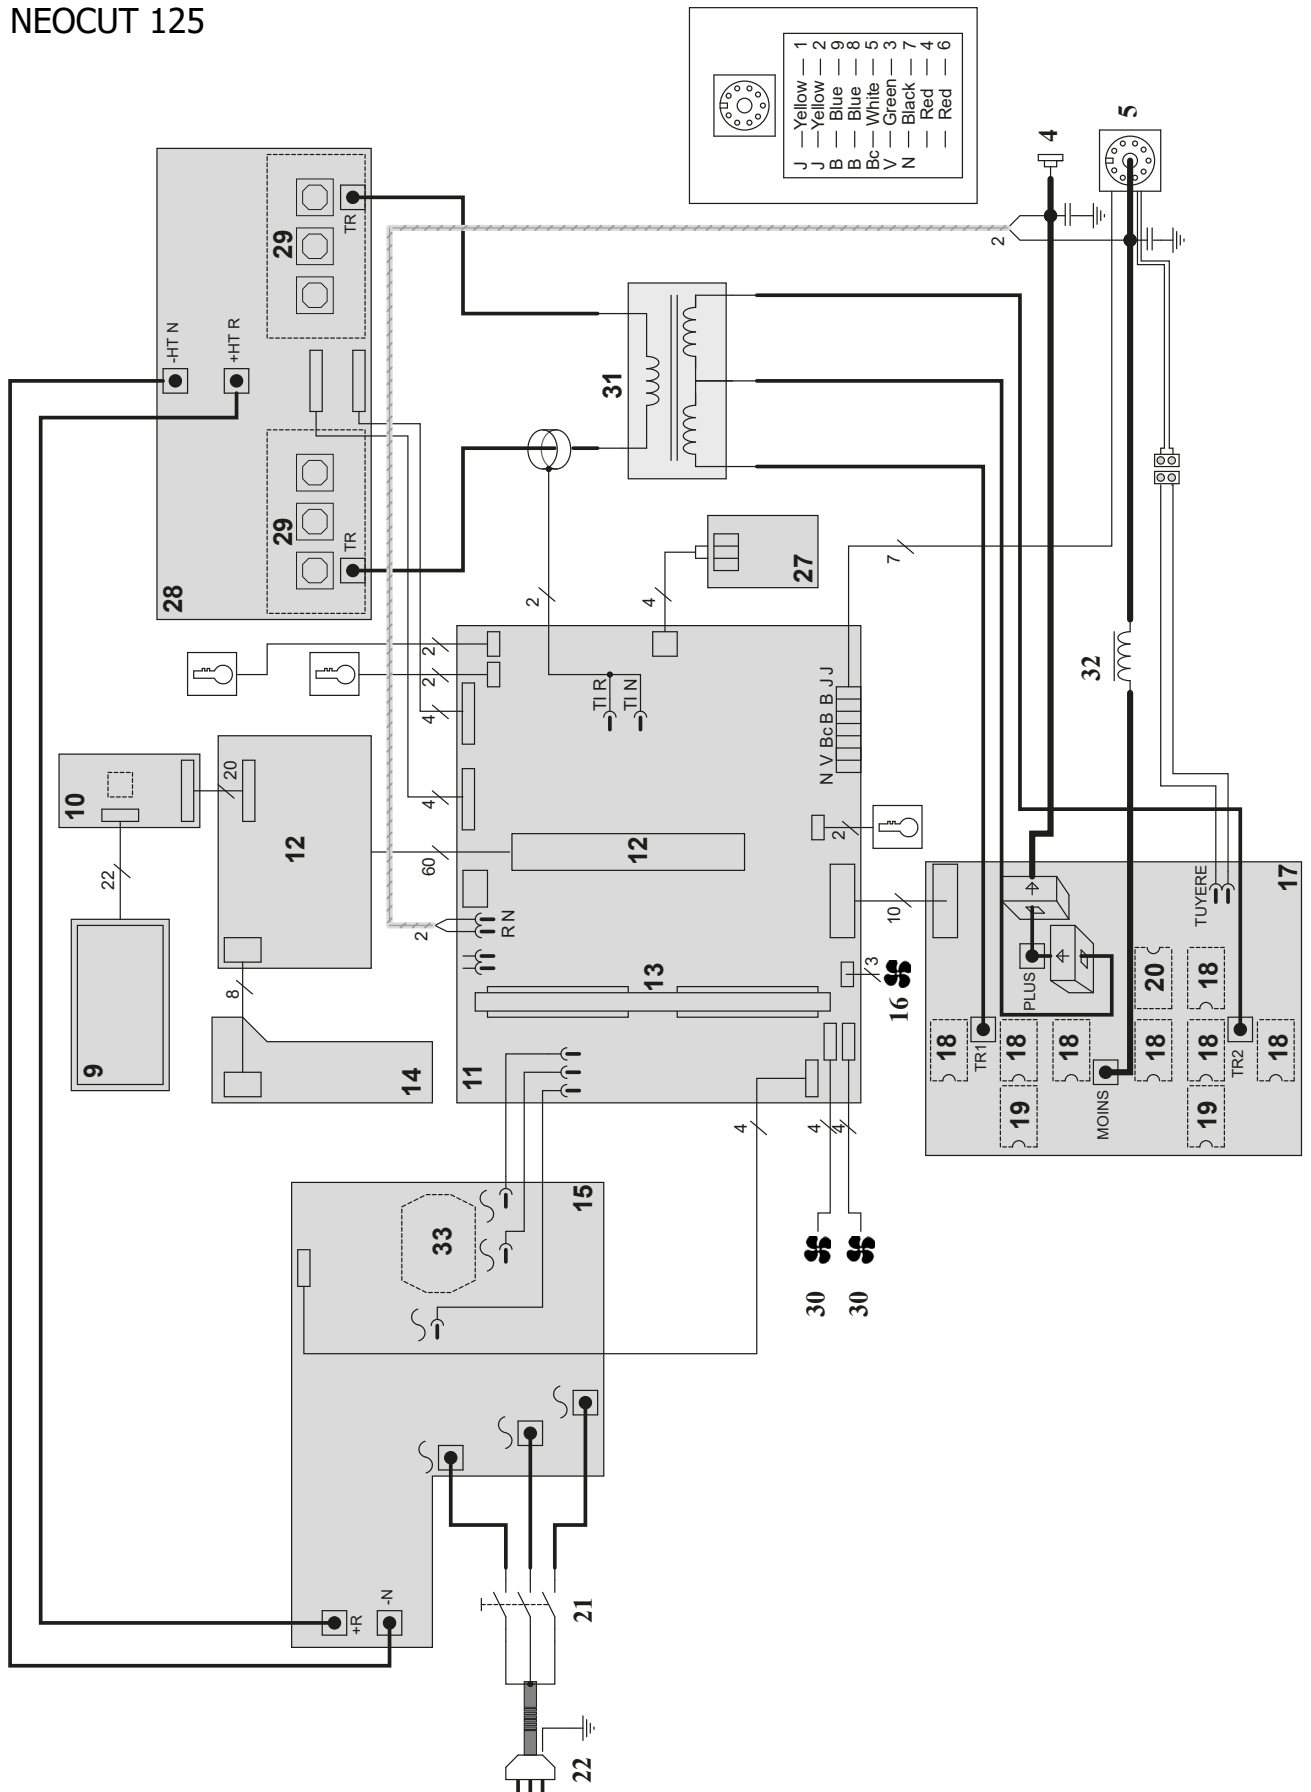 NEOCUT 125
J — Yellow — 1
J — Yellow — 2
B — Blue — 9
B — Blue — 8
Bc — White — 5
V — Green — 3
N — Black — 7
— Red — 4
— Red — 6
4
5
2
-HT N
+HT R
29
TR
29
TR
28
31
27
2
4
7
32
2
2
4
4
60
2
R N
TI R
TI N
N V Bc B B J J
12
13
11
2
10
3
16
10
20
22
12
8
9
14
4
4
4
30
30
15
33
+R
-N
21
22
17
TUYERE
PLUS
MOINS
TR1
TR2
18
18
18
18
18
18
18
19
19
20